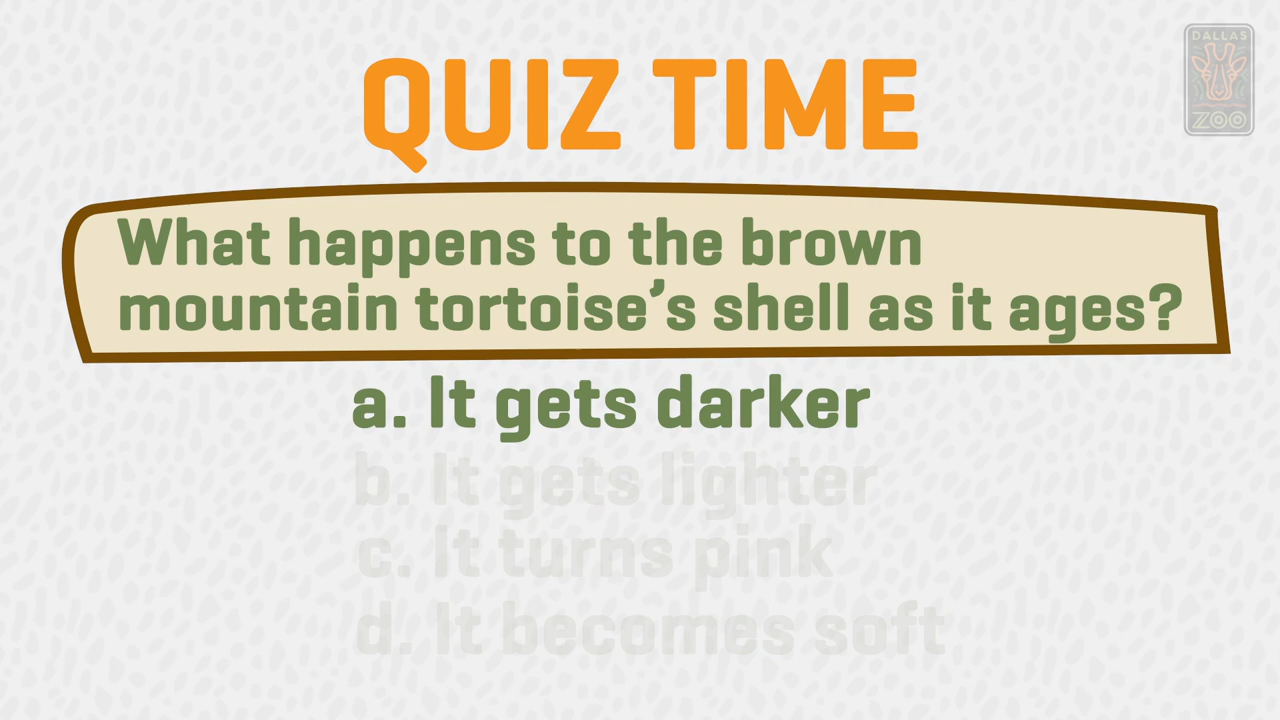 DALLAS
ZOO
QUIZ TIME
What happens to the brown
mountain tortoise’s shell as it ages?
a. It gets darker
b. It gets lighter
c. It turns pink
d. It becomes soft